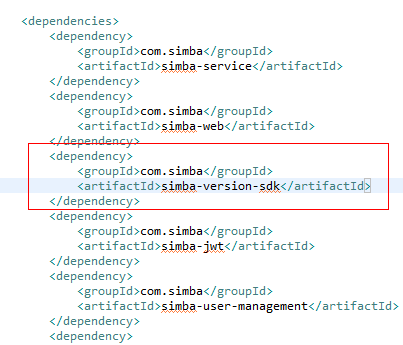 <dependencies>
<dependency>
<groupId>com.simba</groupId>
<artifactId>simba-service</artifactId>
</dependency>
<dependency>
<groupId>com.simba</groupId>
<artifactId>simba-web</artifactId>
</dependency>
<dependency>
<groupId>com.simba</groupId>
<artifactId>simba-version-sdk</artifactId>
</dependency>
<dependency>
<groupId>com.simba</groupId>
<artifactId>simba-jwt</artifactId>
</dependency>
<dependency>
<groupId>com.simba</groupId>
<artifactId>simba-user-management</artifactId>
</dependency>
<dependency>